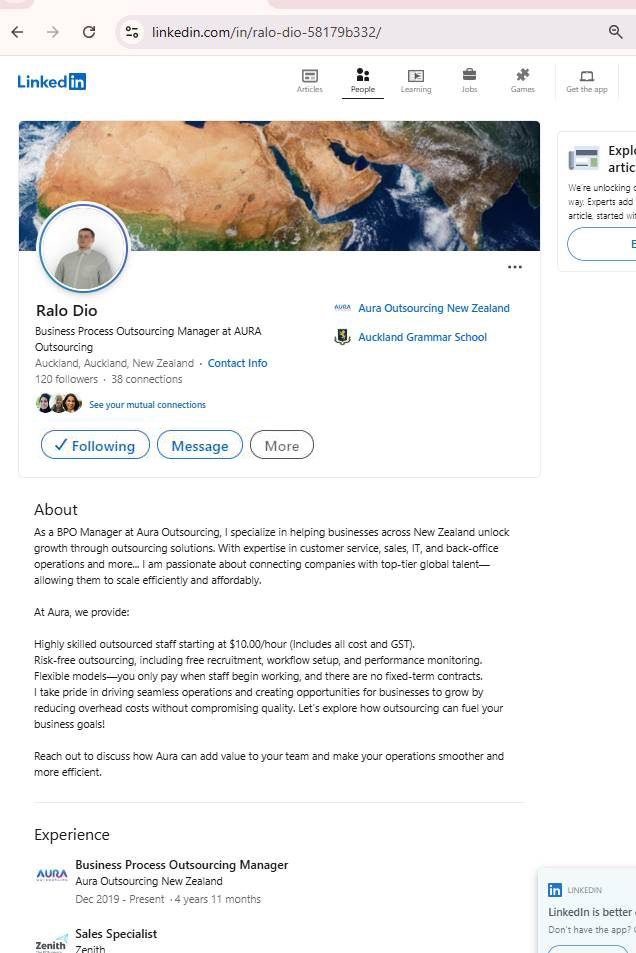 linkedin.com/in/ralo-dio-58179b332/
Linked in
Articles
People
Learning
Jobs
Games
Get the app
Ralo Dio
Business Process Outsourcing Manager at AURA
Outsourcing
Auckland, Auckland, New Zealand · Contact Info
120 followers · 38 connections
See your mutual connections
AURA
Aura Outsourcing New Zealand
Auckland Grammar School
Following
Message
More
Explo
artic
We're unlocking c
way. Experts add
article, started wit
E
About
As a BPO Manager at Aura Outsourcing, I specialize in helping businesses across New Zealand unlock
growth through outsourcing solutions. With expertise in customer service, sales, IT, and back-office
operations and more... I am passionate about connecting companies with top-tier global talent—
allowing them to scale efficiently and affordably.
At Aura, we provide:
Highly skilled outsourced staff starting at $10.00/hour (Includes all cost and GST).
Risk-free outsourcing, including free recruitment, workflow setup, and performance monitoring.
Flexible models—you only pay when staff begin working, and there are no fixed-term contracts.
I take pride in driving seamless operations and creating opportunities for businesses to grow by
reducing overhead costs without compromising quality. Let's explore how outsourcing can fuel your
business goals!
Reach out to discuss how Aura can add value to your team and make your operations smoother and
more efficient.
Experience
AURA
OUTSOURCING
Business Process Outsourcing Manager
Aura Outsourcing New Zealand
Dec 2019 - Present · 4 years 11 months
Zenith
Sales Specialist
Zenith
in LINKEDIN
LinkedIn is better
Don't have the app?